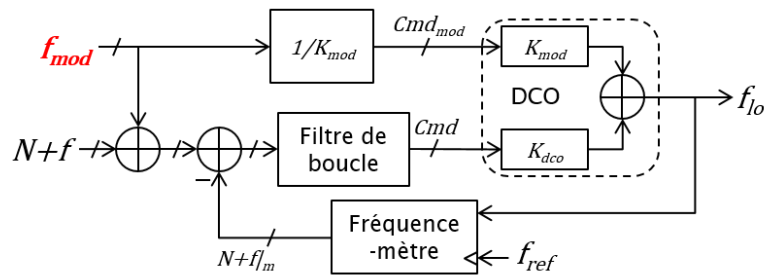 f_mod
1/K_mod
Cmd_mod
K_mod
DCO
f_lo
N+f
Filtre de
boucle
Cmd
K_dco
Fréquence
-mètre
N+f|_m
f_ref